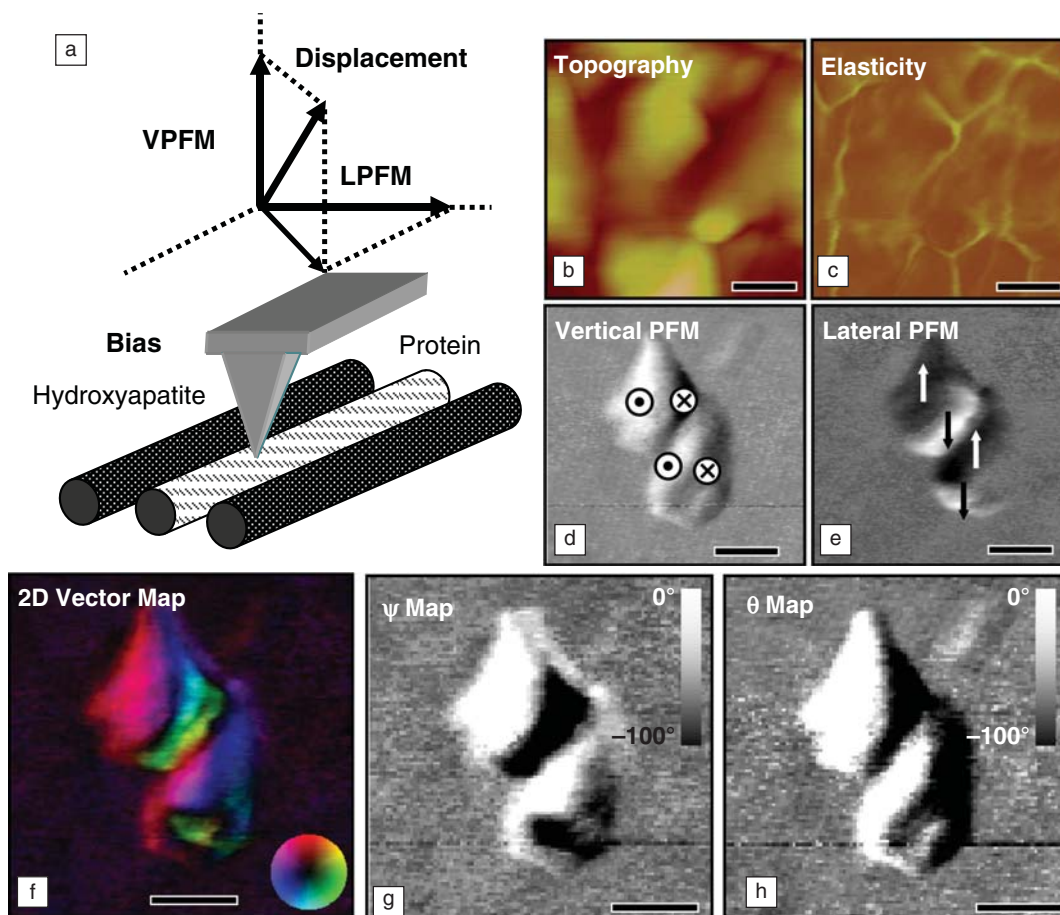 a
Displacement
VPFM
LPFM
Bias
Protein
Hydroxyapatite
Topography
b
Elasticity
c
Vertical PFM
d
Lateral PFM
e
2D Vector Map
f
ψ Map
0°
–100°
g
θ Map
0°
–100°
h